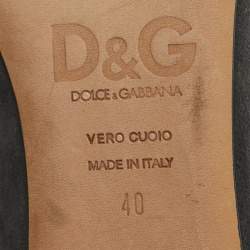 D&G
DOLCE & GABBANA
VERO CUOIO
MADE IN ITALY
40